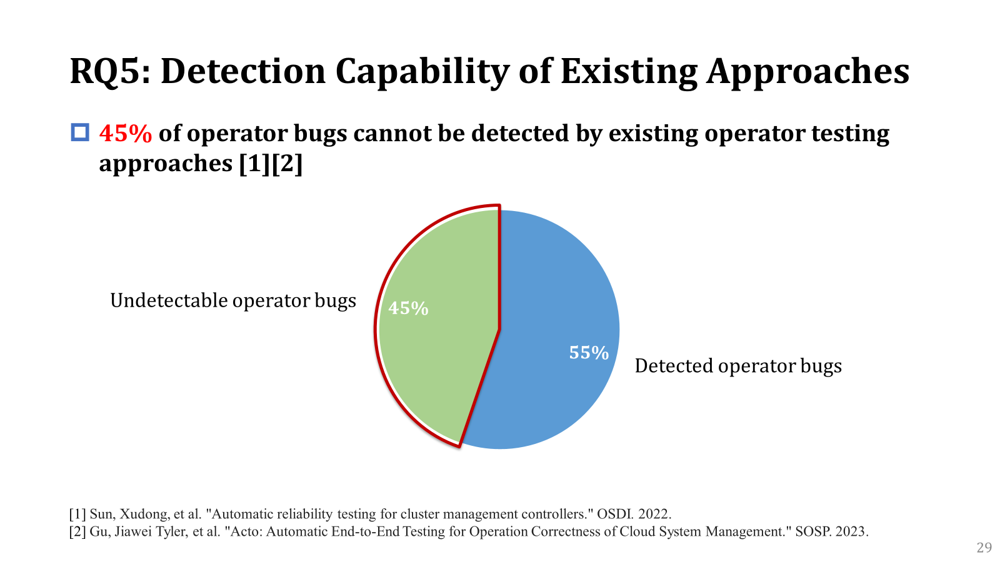 RQ5: Detection Capability of Existing Approaches
45% of operator bugs cannot be detected by existing operator testing
approaches [1][2]
Undetectable operator bugs
45%
55%
Detected operator bugs
[1] Sun, Xudong, et al. "Automatic reliability testing for cluster management controllers." OSDI. 2022.
[2] Gu, Jiawei Tyler, et al. "Acto: Automatic End-to-End Testing for Operation Correctness of Cloud System Management." SOSP. 2023.
29